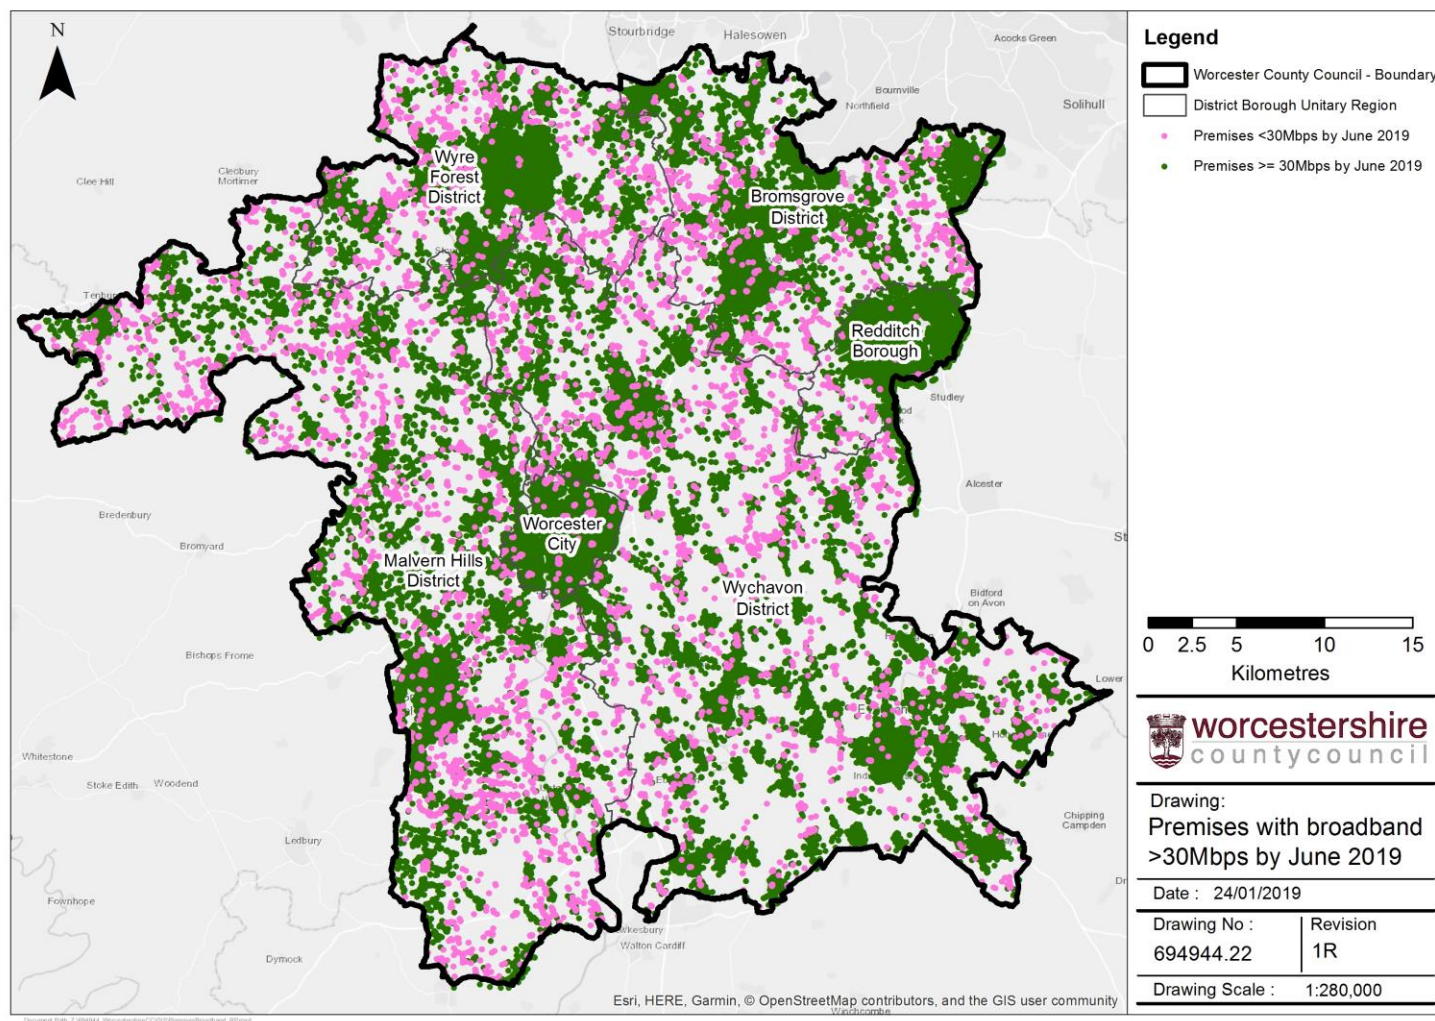 N
Stourbridge
Halesowen
Acocks Green
Bournville
Northfield
Solihull
Clee Hill
Cleobury
Mortimer
Wyre
Forest
District
Bromsgrove
District
Redditch
Borough
Studley
Alcester
Bredenbury
Bromyard
Worcester
City
Malvern Hills
District
Wychavon
District
Bidford
on Avon
Bishops Frome
Lower
Whitestone
Stoke Edith
Woodend
Ledbury
Chipping
Campden
Fownhope
Dymock
wkesbury
Walton Cardiff
Winchcombe
Esri, HERE, Garmin, © OpenStreetMap contributors, and the GIS user community
Legend
Worcester County Council - Boundary
District Borough Unitary Region
Premises <30Mbps by June 2019
Premises >= 30Mbps by June 2019
0 2.5 5 10 15
Kilometres
worcestershire
countycouncil
Drawing:
Premises with broadband
>30Mbps by June 2019
Date : 24/01/2019
Drawing No :
694944.22
Revision
1R
Drawing Scale : 1:280,000